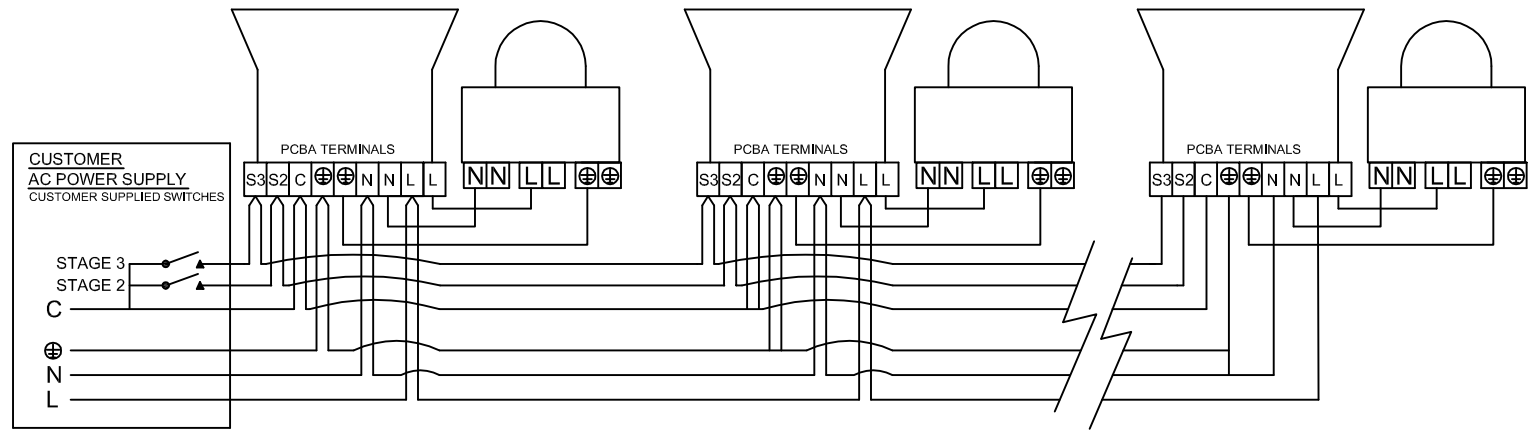 CUSTOMER
AC POWER SUPPLY
CUSTOMER SUPPLIED SWITCHES
STAGE 3
STAGE 2
C
N
L
PCBA TERMINALS
S3 S2 C N N L L
N N L L
PCBA TERMINALS
S3 S2 C N N L L
N N L L
PCBA TERMINALS
S3 S2 C N N L L
N N L L